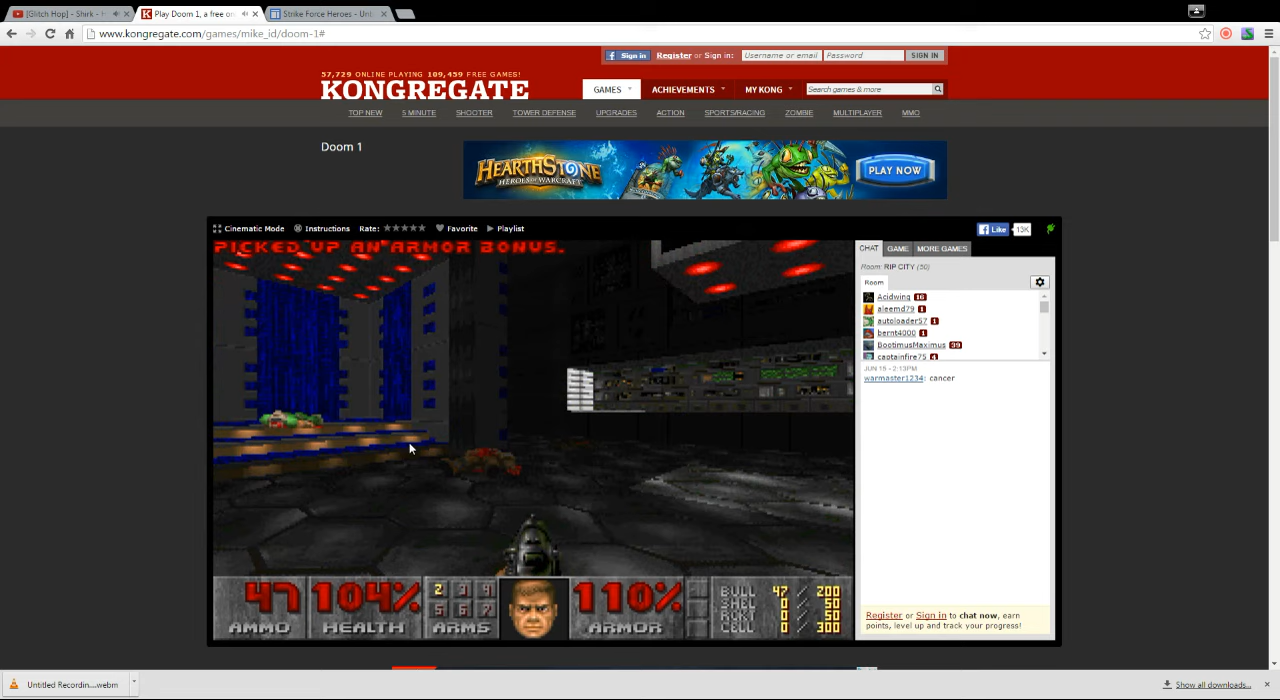 [Glitch Hop] - Shirk - H
Play Doom 1, a free on
Strike Force Heroes - Unb
www.kongregate.com/games/mike_id/doom-1#
Sign in Register or Sign in: Username or email Password SIGN IN
57,729 ONLINE PLAYING 109,459 FREE GAMES!
KONGREGATE
GAMES ACHIEVEMENTS MY KONG Search games & more
TOP NEW 5 MINUTE SHOOTER TOWER DEFENSE UPGRADES ACTION SPORTS/RACING ZOMBIE MULTIPLAYER MMO
Doom 1
HEARTHSTONE
HEROES OF WARCRAFT
PLAY NOW
Cinematic Mode Instructions Rate: Favorite Playlist Like 13K
PICKED UP AN ARMOR BONUS.
CHAT GAME MORE GAMES
Room: RIP CITY (50)
Room
Acidwing 16
aleemd79 1
autoloader57 1
bernt4000 1
BootimusMaximus 39
captainfire75 4
JUN 15 - 2:13PM
warmaster1234: cancer
47 104% 2 3 4 110%
5 6 7
AMMO HEALTH ARMS ARMOR
BULL 47 / 200
SHEL 0 / 50
RCKT 0 / 50
CELL 0 / 300
Register or Sign in to chat now, earn
points, level up and track your progress!
Untitled Recordin....webm
Show all downloads...